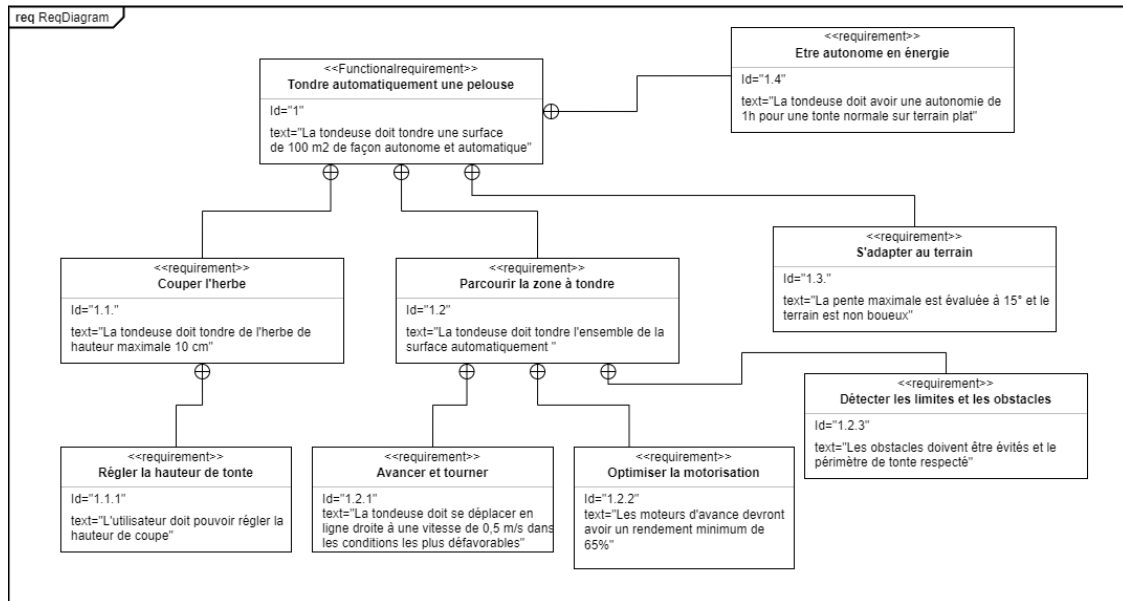 req ReqDiagram
<<requirement>>
Etre autonome en énergie
Id="1.4"
text="La tondeuse doit avoir une autonomie de
1h pour une tonte normale sur terrain plat"
<<Functionalrequirement>>
Tondre automatiquement une pelouse
Id="1"
text="La tondeuse doit tondre une surface
de 100 m2 de façon autonome et automatique"
<<requirement>>
S'adapter au terrain
Id="1.3."
text="La pente maximale est évaluée à 15° et le
terrain est non boueux"
<<requirement>>
Couper l'herbe
Id="1.1."
text="La tondeuse doit tondre de l'herbe de
hauteur maximale 10 cm"
<<requirement>>
Parcourir la zone à tondre
Id="1.2"
text="La tondeuse doit tondre l'ensemble de la
surface automatiquement "
<<requirement>>
Détecter les limites et les obstacles
Id="1.2.3"
text="Les obstacles doivent être évités et le
périmètre de tonte respecté"
<<requirement>>
Régler la hauteur de tonte
Id="1.1.1"
text="L'utilisateur doit pouvoir régler la
hauteur de coupe"
<<requirement>>
Avancer et tourner
Id="1.2.1"
text="La tondeuse doit se déplacer en
ligne droite à une vitesse de 0,5 m/s dans
les conditions les plus défavorables"
<<requirement>>
Optimiser la motorisation
Id="1.2.2"
text="Les moteurs d'avance devront
avoir un rendement minimum de
65%"